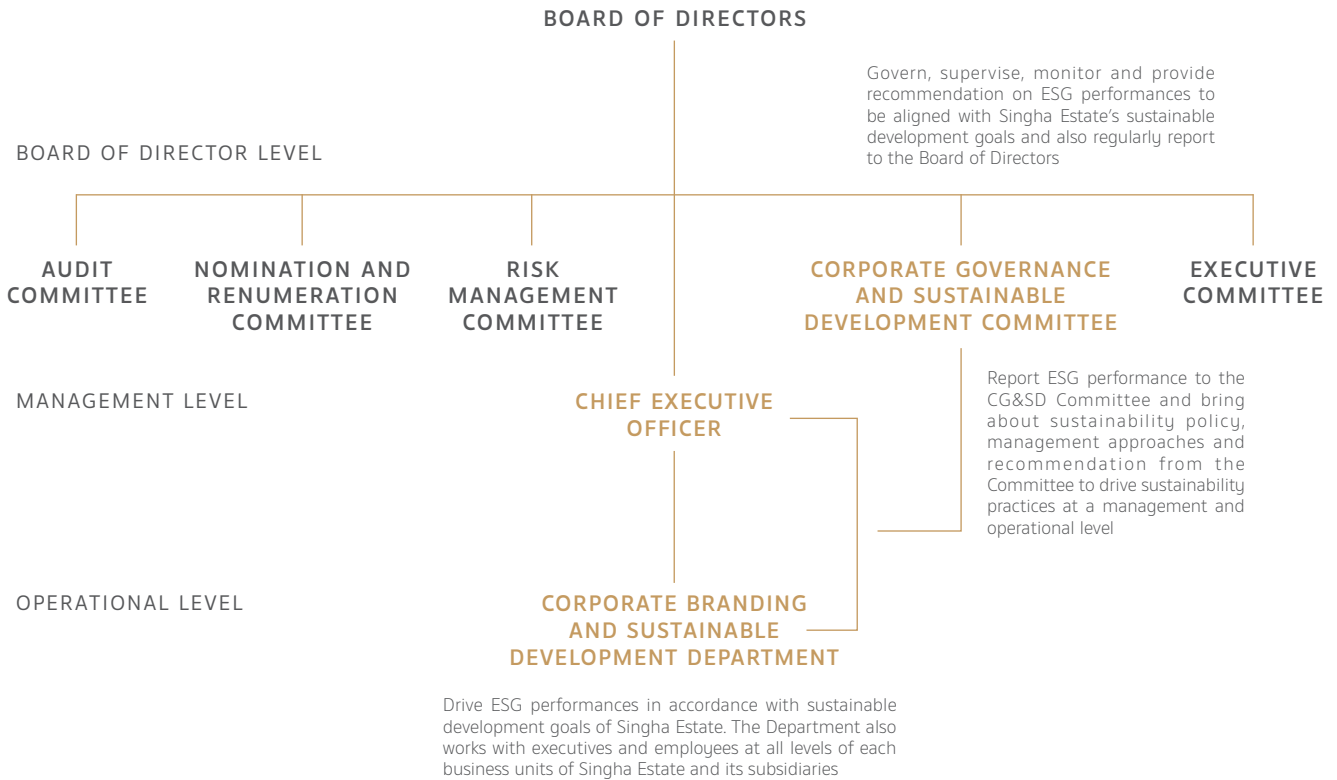 BOARD OF DIRECTORS
Govern, supervise, monitor and provide
recommendation on ESG performances to
be aligned with Singha Estate's sustainable
development goals and also regularly report
to the Board of Directors
BOARD OF DIRECTOR LEVEL
AUDIT
COMMITTEE
NOMINATION AND
RENUMERATION
COMMITTEE
RISK
MANAGEMENT
COMMITTEE
CORPORATE GOVERNANCE
AND SUSTAINABLE
DEVELOPMENT COMMITTEE
EXECUTIVE
COMMITTEE
MANAGEMENT LEVEL
CHIEF EXECUTIVE
OFFICER
Report ESG performance to the
CG&SD Committee and bring
about sustainability policy,
management approaches and
recommendation from the
Committee to drive sustainability
practices at a management and
operational level
OPERATIONAL LEVEL
CORPORATE BRANDING
AND SUSTAINABLE
DEVELOPMENT DEPARTMENT
Drive ESG performances in accordance with sustainable
development goals of Singha Estate. The Department also
works with executives and employees at all levels of each
business units of Singha Estate and its subsidiaries